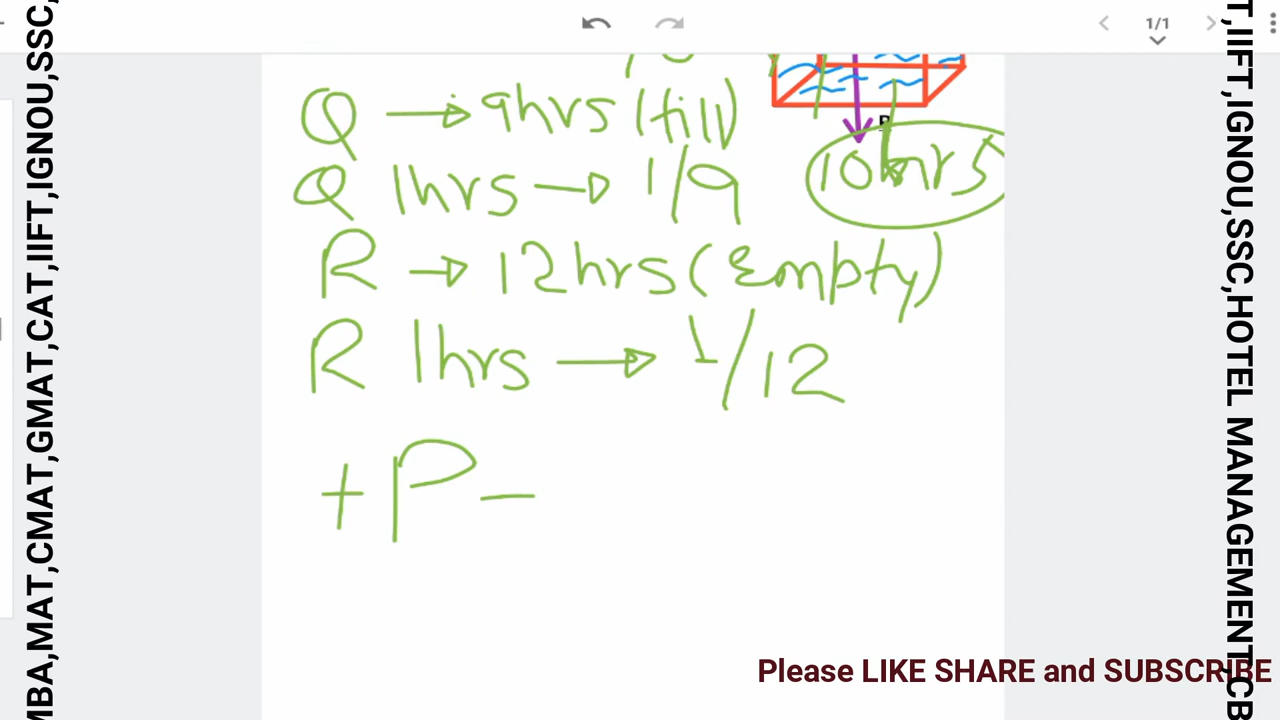 1/1
Q → 9hrs (fill)
Q 1hrs → 1/9
10hrs
R → 12hrs (Empty)
R 1hrs → 1/12
+ P −
Please LIKE SHARE and SUBSCRIBE
MBA,MAT,CMAT,GMAT,CAT,IIFT,IGNOU,SSC,
T,IIFT,IGNOU,SSC,HOTEL MANAGEMENT,CB